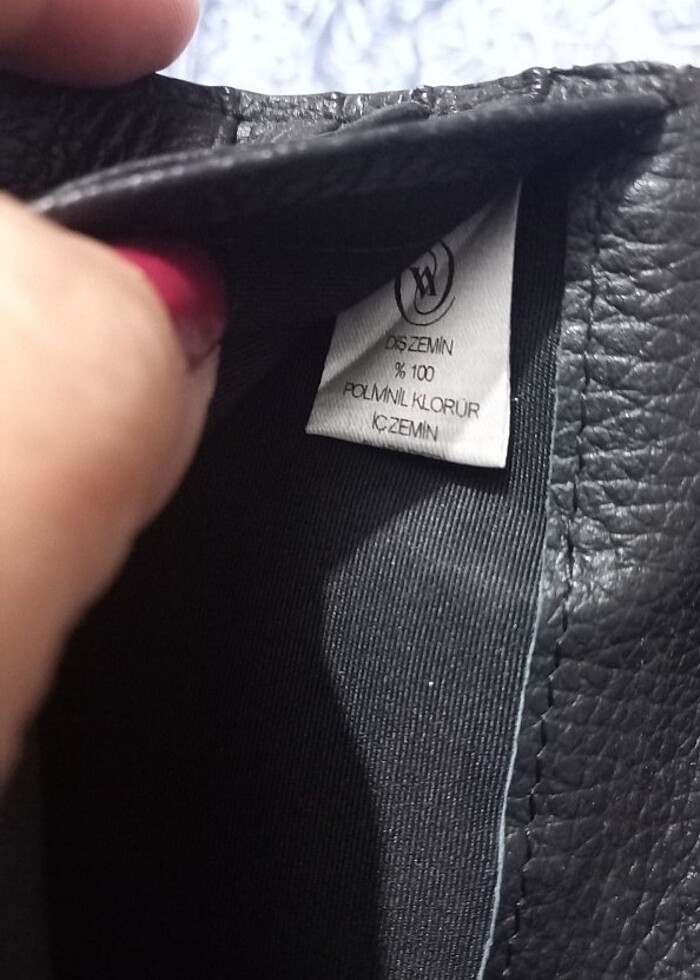 DIŞ ZEMİN
% 100
POLİVİNİL KLORÜR
İÇ ZEMİN